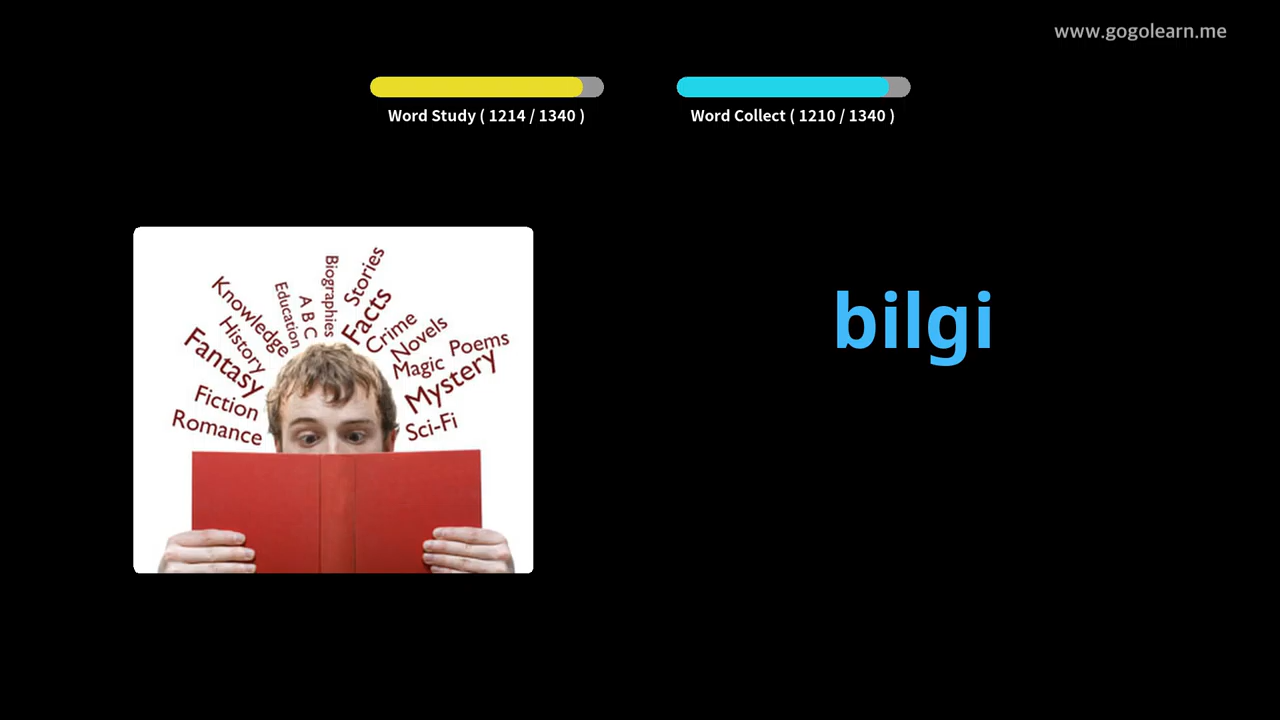 www.gogolearn.me
Word Study ( 1214 / 1340 )
Word Collect ( 1210 / 1340 )
bilgi
Romance
Fiction
Fantasy
History
Knowledge
Education
A B C
Biographies
Stories
Facts
Crime
Novels
Magic
Poems
Mystery
Sci-Fi